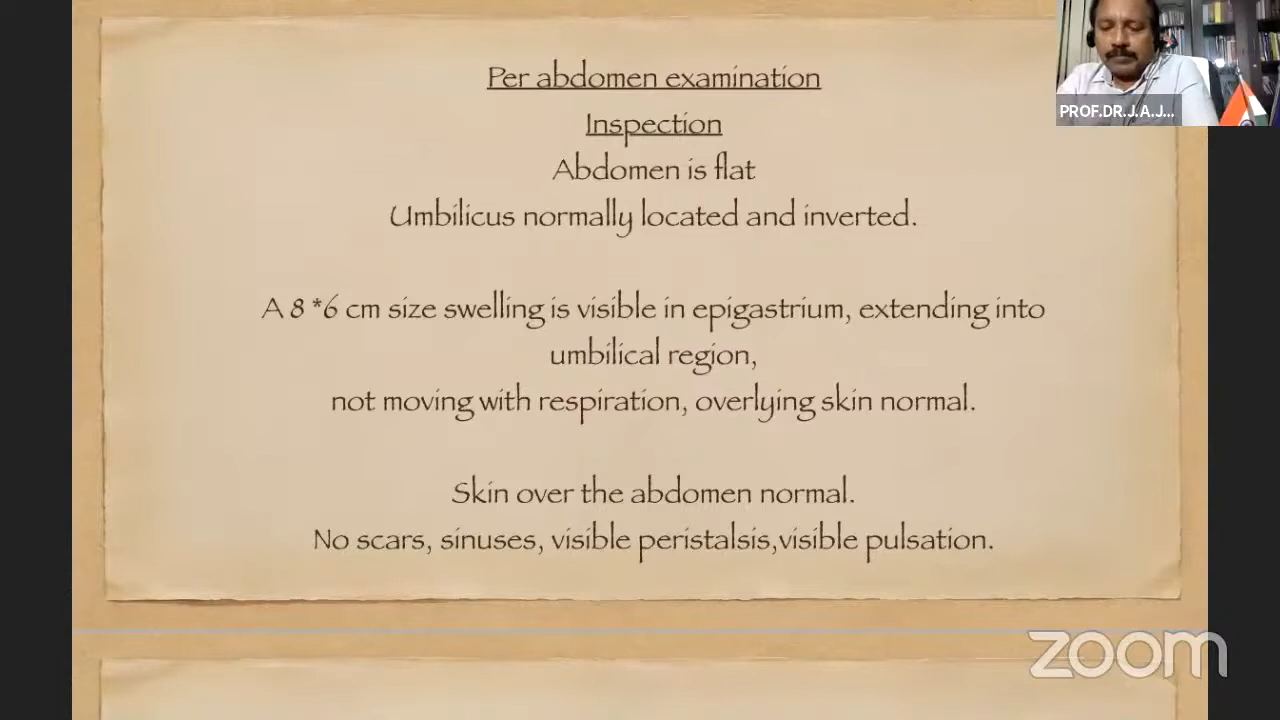 Per abdomen examination
Inspection
Abdomen is flat
Umbilicus normally located and inverted.
A 8 *6 cm size swelling is visible in epigastrium, extending into
umbilical region,
not moving with respiration, overlying skin normal.
Skin over the abdomen normal.
No scars, sinuses, visible peristalsis,visible pulsation.
PROF.DR.J.A.J...
zoom